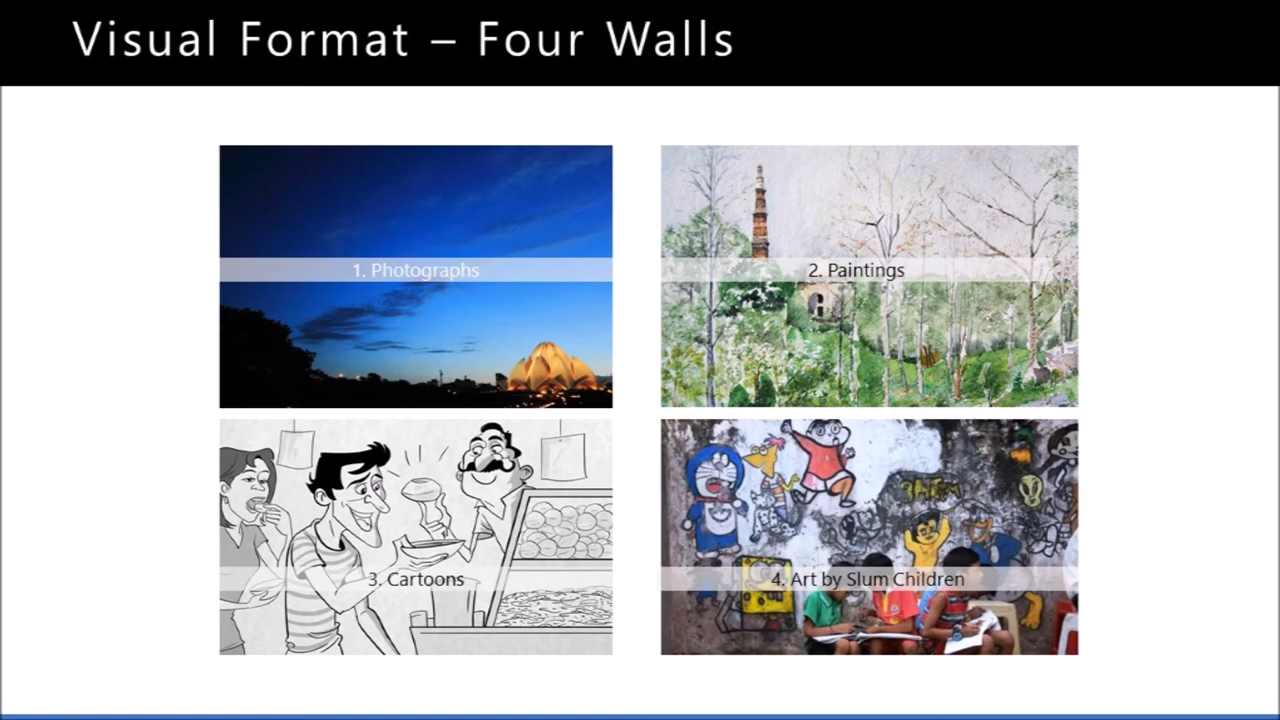 Visual Format – Four Walls
1. Photographs
2. Paintings
3. Cartoons
4. Art by Slum Children